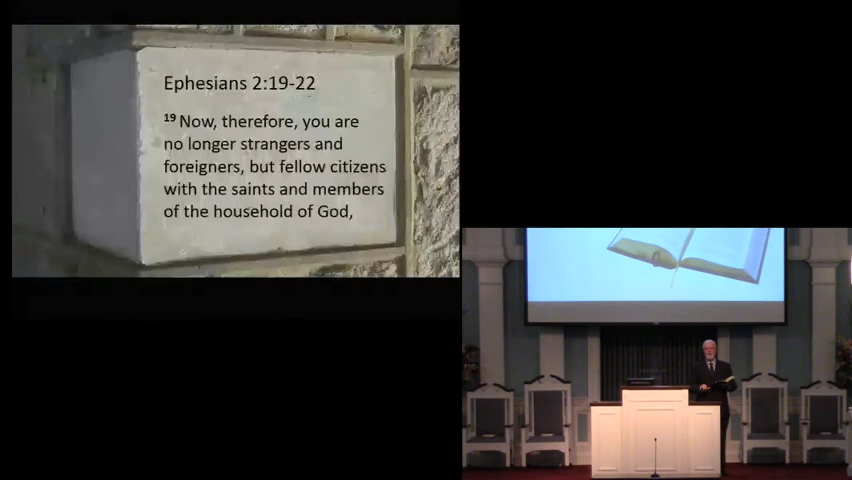 Ephesians 2:19-22
19 Now, therefore, you are
no longer strangers and
foreigners, but fellow citizens
with the saints and members
of the household of God,